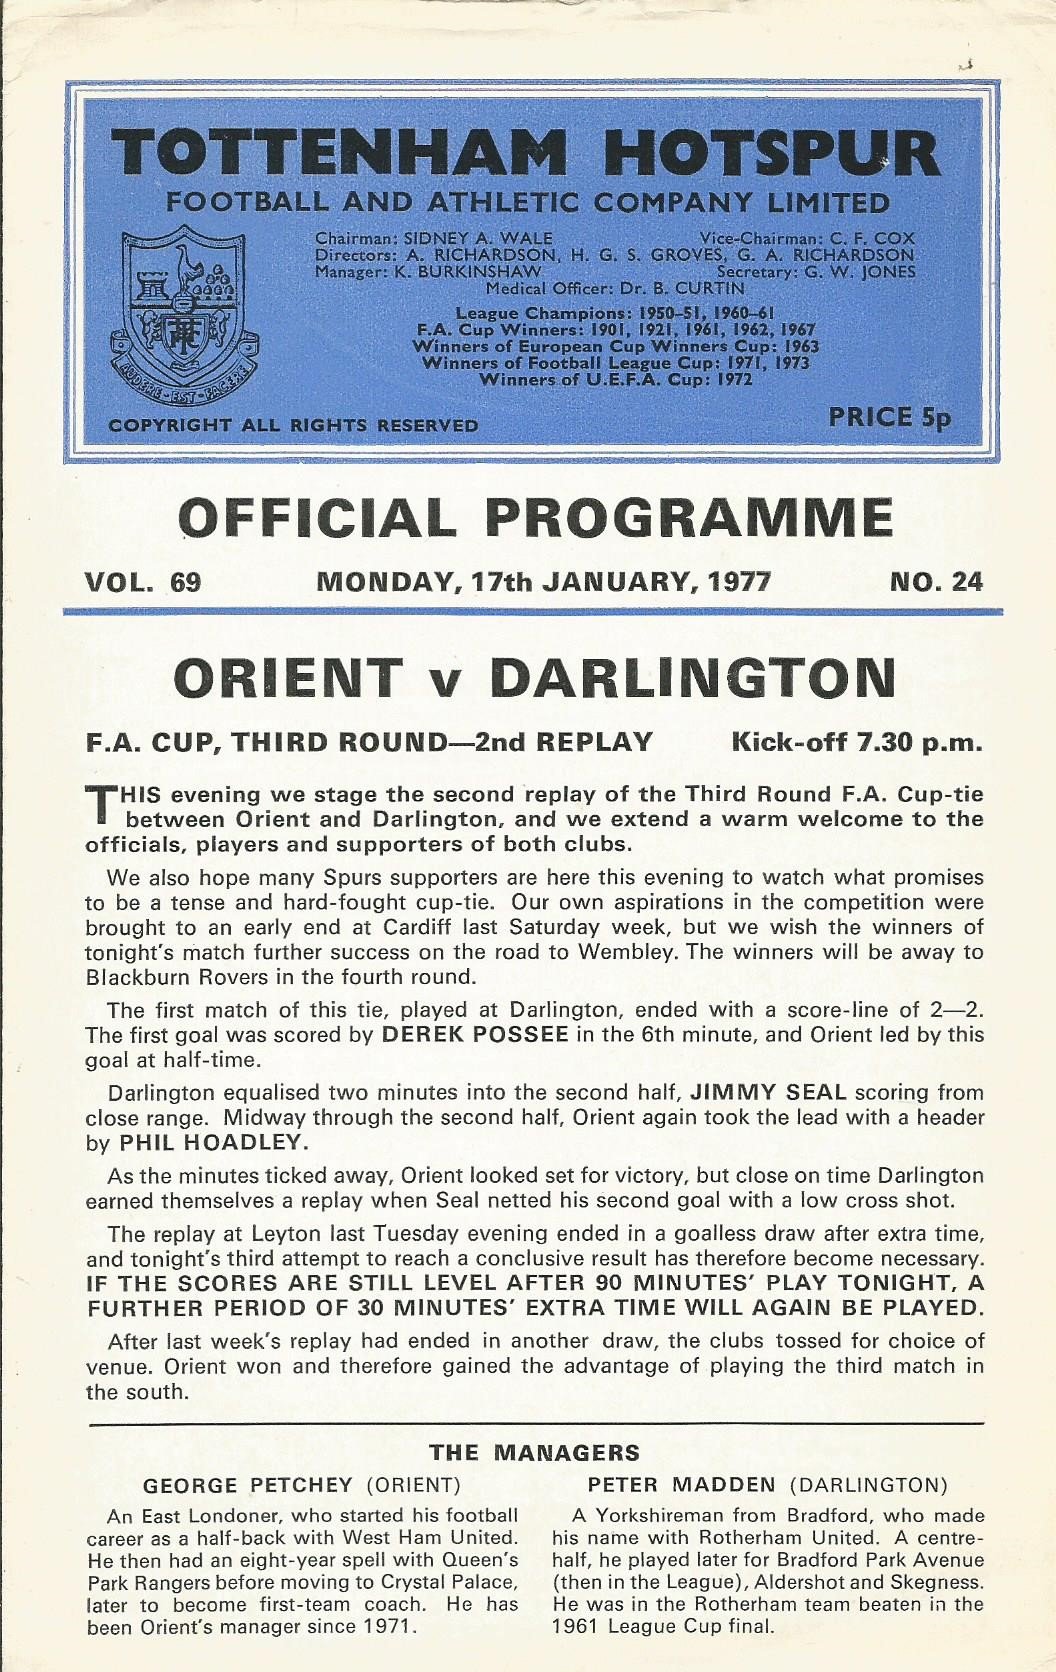 TOTTENHAM HOTSPUR
FOOTBALL AND ATHLETIC COMPANY LIMITED
Chairman: SIDNEY A. WALE Vice-Chairman: C. F. COX
Directors: A. RICHARDSON, H. G. S. GROVES, G. A. RICHARDSON
Manager: K. BURKINSHAW Secretary: G. W. JONES
Medical Officer: Dr. B. CURTIN
League Champions: 1950-51, 1960-61
F.A. Cup Winners: 1901, 1921, 1961, 1962, 1967
Winners of European Cup Winners Cup: 1963
Winners of Football League Cup: 1971, 1973
Winners of U.E.F.A. Cup: 1972
AUDERE·EST·FACERE
COPYRIGHT ALL RIGHTS RESERVED PRICE 5p
OFFICIAL PROGRAMME
VOL. 69 MONDAY, 17th JANUARY, 1977 NO. 24
ORIENT v DARLINGTON
F.A. CUP, THIRD ROUND—2nd REPLAY Kick-off 7.30 p.m.
THIS evening we stage the second replay of the Third Round F.A. Cup-tie
between Orient and Darlington, and we extend a warm welcome to the
officials, players and supporters of both clubs.
We also hope many Spurs supporters are here this evening to watch what promises
to be a tense and hard-fought cup-tie. Our own aspirations in the competition were
brought to an early end at Cardiff last Saturday week, but we wish the winners of
tonight's match further success on the road to Wembley. The winners will be away to
Blackburn Rovers in the fourth round.
The first match of this tie, played at Darlington, ended with a score-line of 2—2.
The first goal was scored by DEREK POSSEE in the 6th minute, and Orient led by this
goal at half-time.
Darlington equalised two minutes into the second half, JIMMY SEAL scoring from
close range. Midway through the second half, Orient again took the lead with a header
by PHIL HOADLEY.
As the minutes ticked away, Orient looked set for victory, but close on time Darlington
earned themselves a replay when Seal netted his second goal with a low cross shot.
The replay at Leyton last Tuesday evening ended in a goalless draw after extra time,
and tonight's third attempt to reach a conclusive result has therefore become necessary.
IF THE SCORES ARE STILL LEVEL AFTER 90 MINUTES' PLAY TONIGHT, A
FURTHER PERIOD OF 30 MINUTES' EXTRA TIME WILL AGAIN BE PLAYED.
After last week's replay had ended in another draw, the clubs tossed for choice of
venue. Orient won and therefore gained the advantage of playing the third match in
the south.
THE MANAGERS
GEORGE PETCHEY (ORIENT)
An East Londoner, who started his football
career as a half-back with West Ham United.
He then had an eight-year spell with Queen's
Park Rangers before moving to Crystal Palace,
later to become first-team coach. He has
been Orient's manager since 1971.
PETER MADDEN (DARLINGTON)
A Yorkshireman from Bradford, who made
his name with Rotherham United. A centre-
half, he played later for Bradford Park Avenue
(then in the League), Aldershot and Skegness.
He was in the Rotherham team beaten in the
1961 League Cup final.